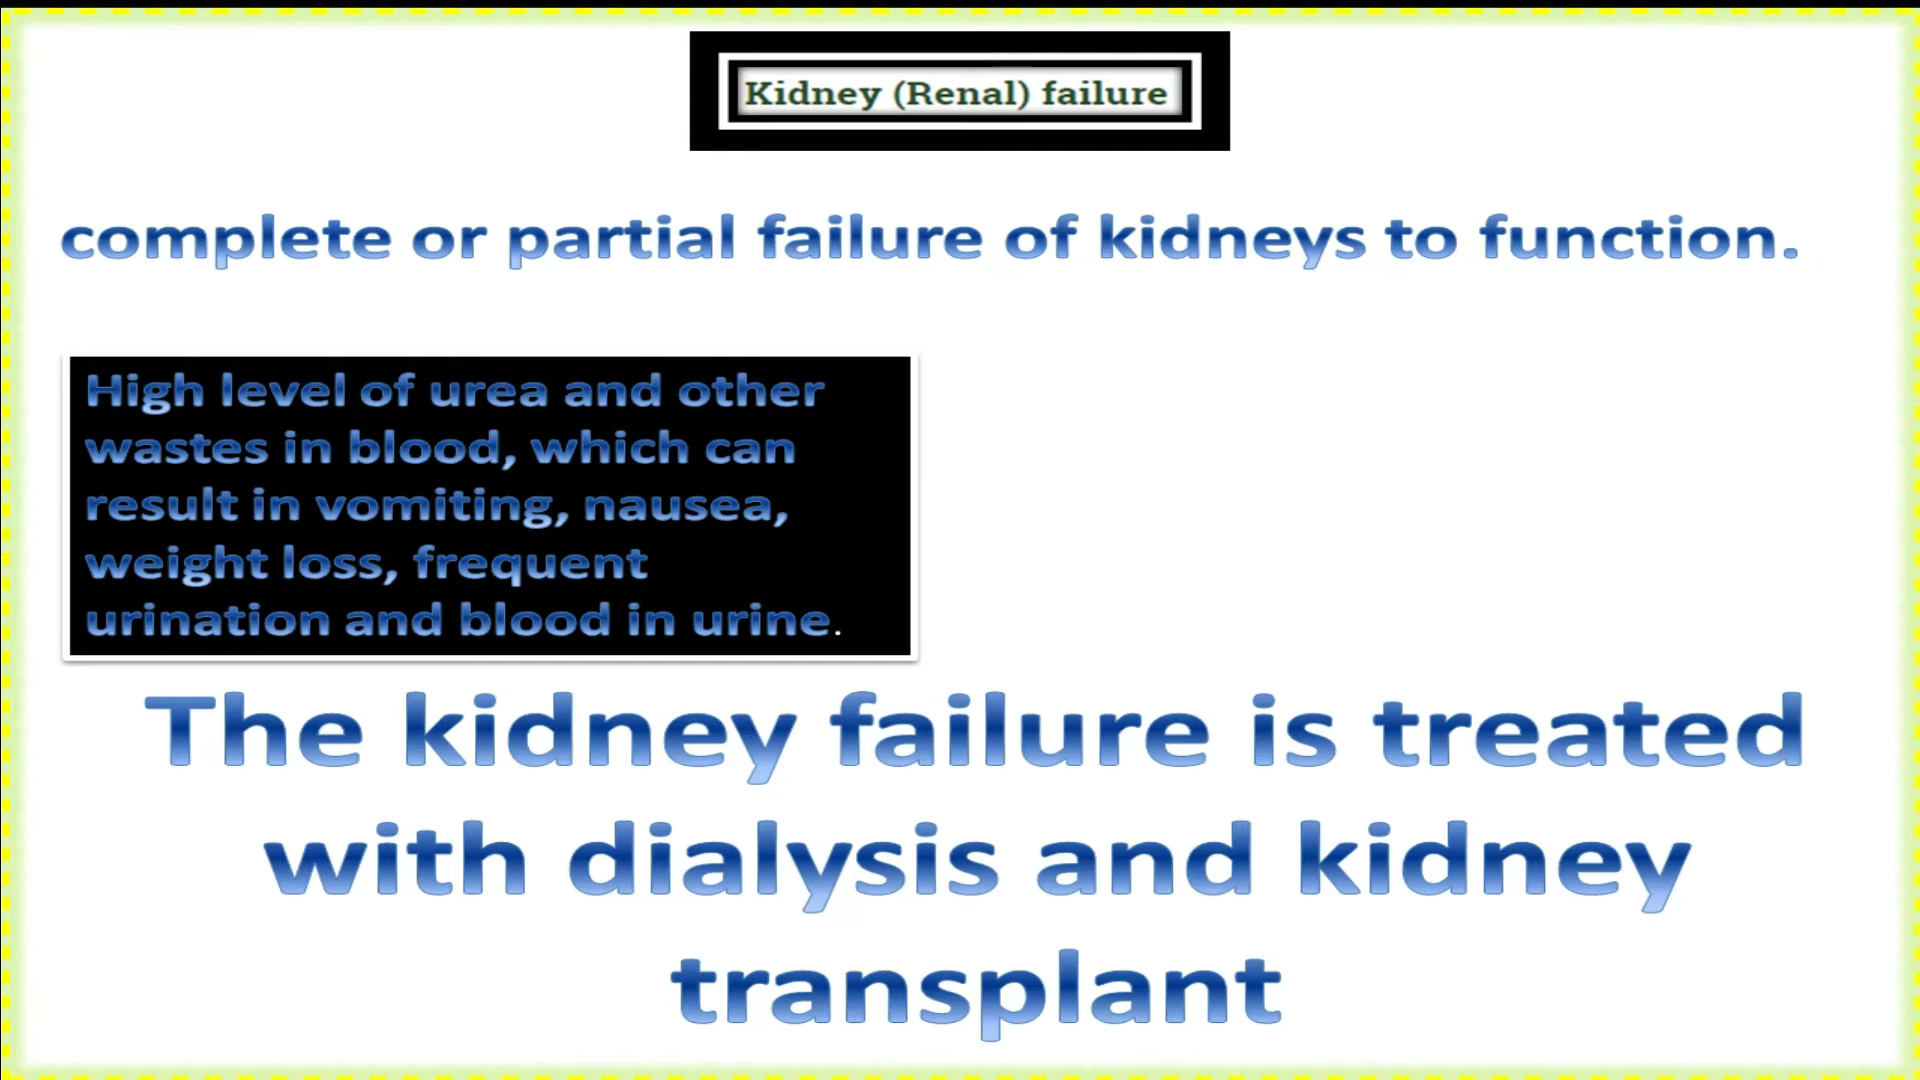 Kidney (Renal) failure
complete or partial failure of kidneys to function.
High level of urea and other
wastes in blood, which can
result in vomiting, nausea,
weight loss, frequent
urination and blood in urine.
The kidney failure is treated
with dialysis and kidney
transplant